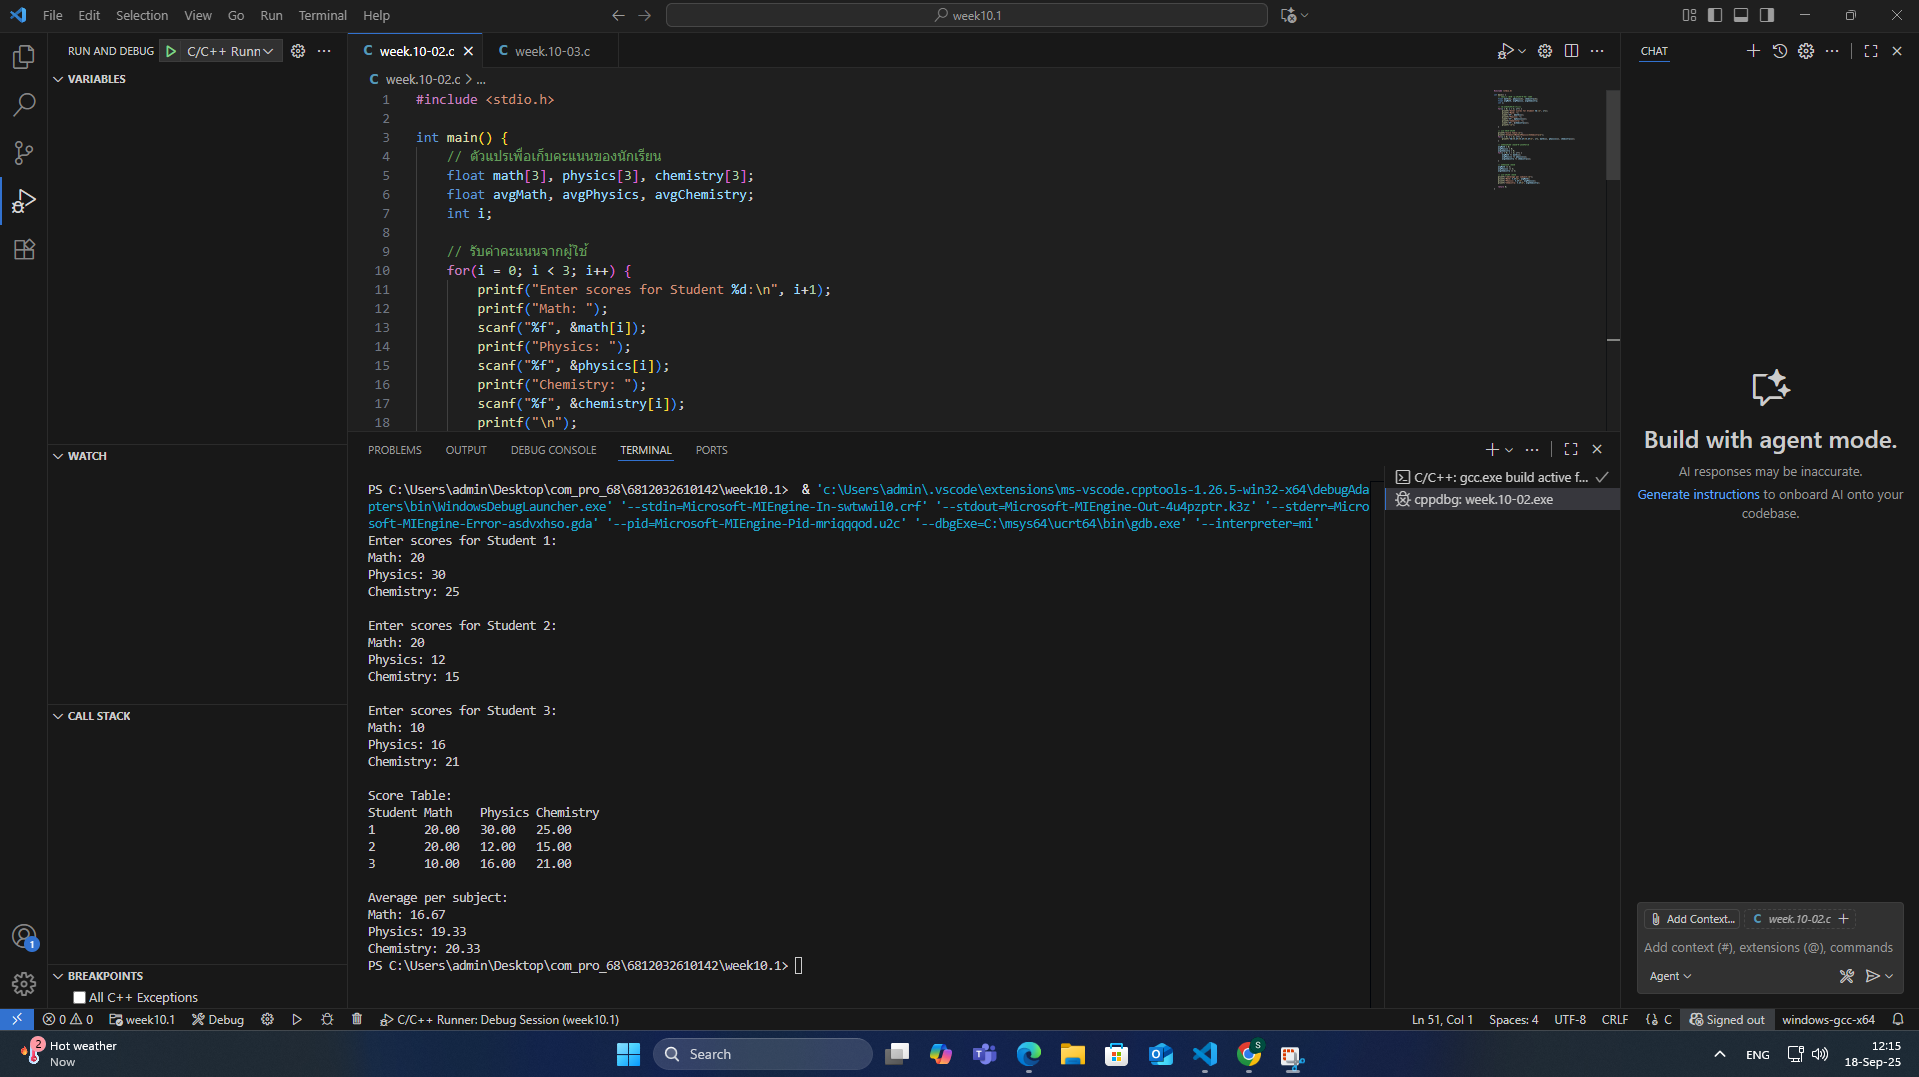 File Edit Selection View Go Run Terminal Help
week10.1
RUN AND DEBUG C/C++ Runn
VARIABLES
WATCH
CALL STACK
BREAKPOINTS
All C++ Exceptions
week.10-02.c
week.10-03.c
week.10-02.c > ...
1 #include <stdio.h>
2
3 int main() {
4 // ตัวแปรเพื่อเก็บคะแนนของนักเรียน
5 float math[3], physics[3], chemistry[3];
6 float avgMath, avgPhysics, avgChemistry;
7 int i;
8
9 // รับค่าคะแนนจากผู้ใช้
10 for(i = 0; i < 3; i++) {
11 printf("Enter scores for Student %d:\n", i+1);
12 printf("Math: ");
13 scanf("%f", &math[i]);
14 printf("Physics: ");
15 scanf("%f", &physics[i]);
16 printf("Chemistry: ");
17 scanf("%f", &chemistry[i]);
18 printf("\n");
PROBLEMS OUTPUT DEBUG CONSOLE TERMINAL PORTS
PS C:\Users\admin\Desktop\com_pro_68\6812032610142\week10.1> & 'c:\Users\admin\.vscode\extensions\ms-vscode.cpptools-1.26.5-win32-x64\debugAda
pters\bin\WindowsDebugLauncher.exe' '--stdin=Microsoft-MIEngine-In-swtwwil0.crf' '--stdout=Microsoft-MIEngine-Out-4u4pzptr.k3z' '--stderr=Micro
soft-MIEngine-Error-asdvxhso.gda' '--pid=Microsoft-MIEngine-Pid-mriqqqod.u2c' '--dbgExe=C:\msys64\ucrt64\bin\gdb.exe' '--interpreter=mi'
Enter scores for Student 1:
Math: 20
Physics: 30
Chemistry: 25
Enter scores for Student 2:
Math: 20
Physics: 12
Chemistry: 15
Enter scores for Student 3:
Math: 10
Physics: 16
Chemistry: 21
Score Table:
Student Math Physics Chemistry
1 20.00 30.00 25.00
2 20.00 12.00 15.00
3 10.00 16.00 21.00
Average per subject:
Math: 16.67
Physics: 19.33
Chemistry: 20.33
PS C:\Users\admin\Desktop\com_pro_68\6812032610142\week10.1>
C/C++: gcc.exe build active f...
cppdbg: week.10-02.exe
CHAT
Build with agent mode.
AI responses may be inaccurate.
Generate instructions to onboard AI onto your
codebase.
Add Context... C week.10-02.c
Add context (#), extensions (@), commands
Agent
1
0 0 week10.1 Debug C/C++ Runner: Debug Session (week10.1)
Ln 51, Col 1 Spaces: 4 UTF-8 CRLF {} C Signed out windows-gcc-x64
2
Hot weather
Now
Search
S
ENG
12:15
18-Sep-25